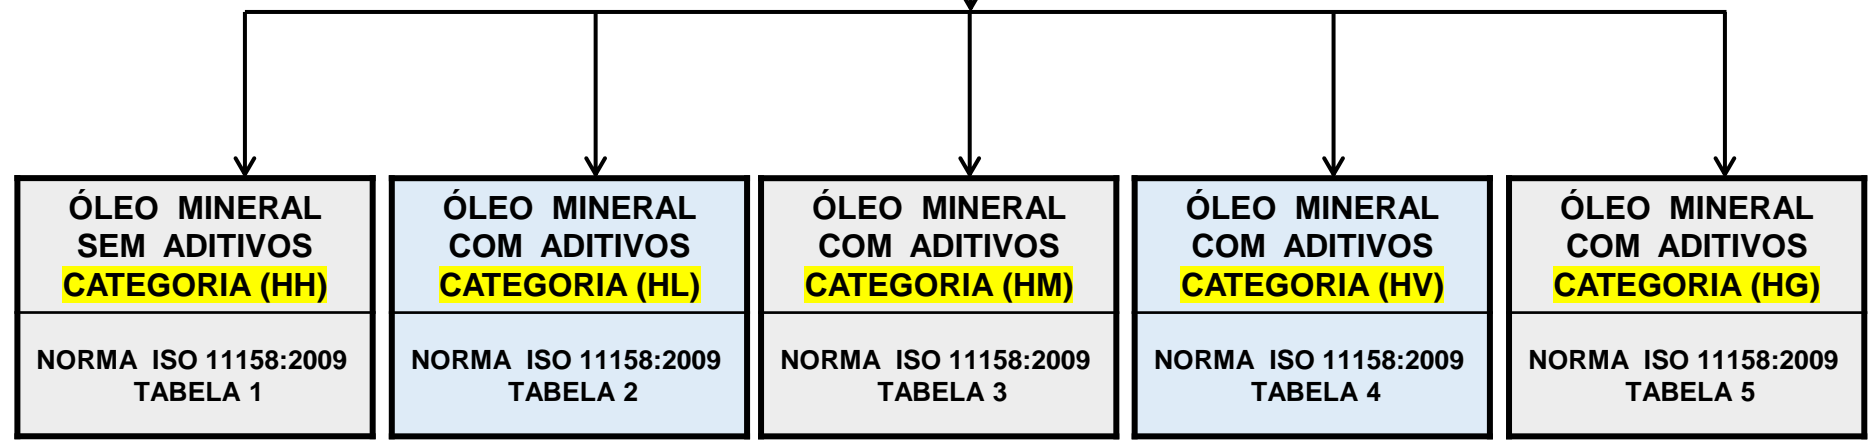 ÓLEO MINERAL
SEM ADITIVOS
CATEGORIA (HH)
NORMA ISO 11158:2009
TABELA 1
ÓLEO MINERAL
COM ADITIVOS
CATEGORIA (HL)
NORMA ISO 11158:2009
TABELA 2
ÓLEO MINERAL
COM ADITIVOS
CATEGORIA (HM)
NORMA ISO 11158:2009
TABELA 3
ÓLEO MINERAL
COM ADITIVOS
CATEGORIA (HV)
NORMA ISO 11158:2009
TABELA 4
ÓLEO MINERAL
COM ADITIVOS
CATEGORIA (HG)
NORMA ISO 11158:2009
TABELA 5